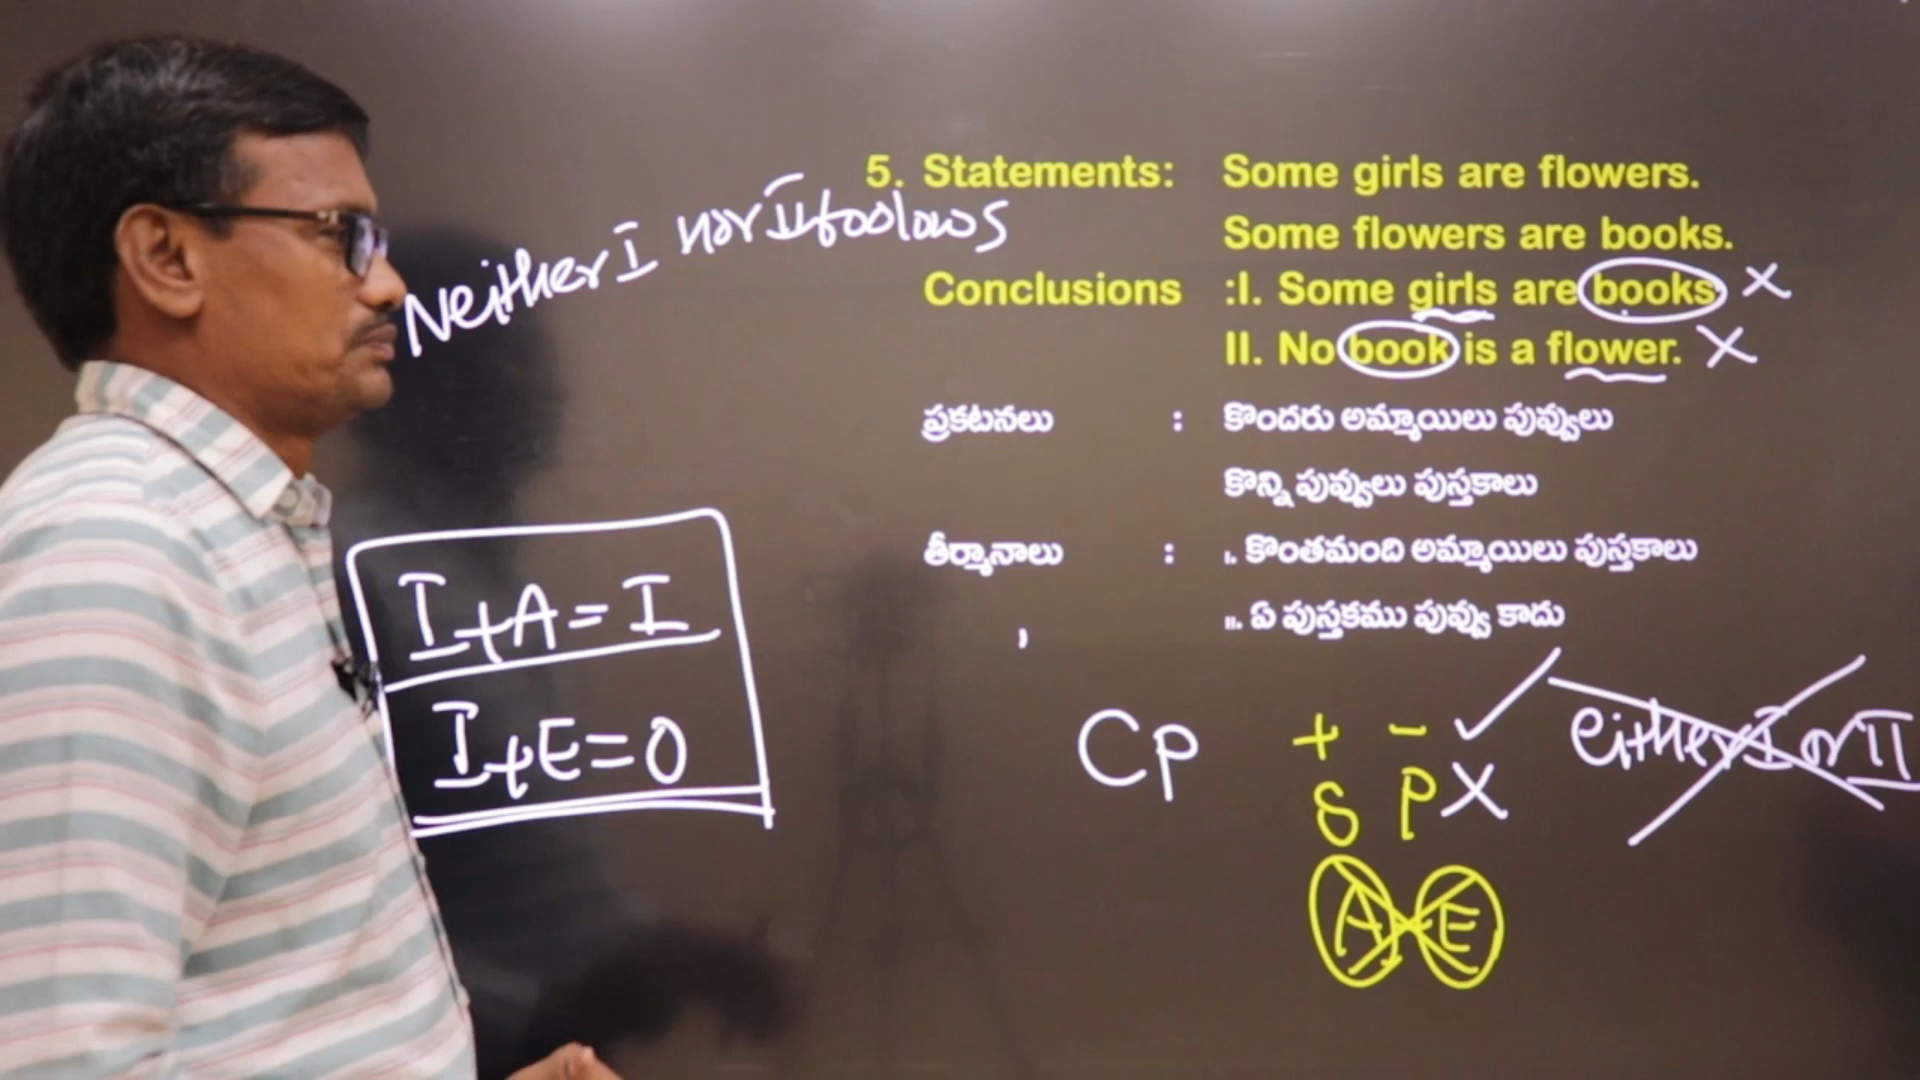 5. Statements: Some girls are flowers.
Some flowers are books.
Conclusions :I. Some girls are books X
II. No book is a flower. X
Neither I nor II foolows
ప్రకటనలు : కొందరు అమ్మాయిలు పువ్వులు
కొన్ని పువ్వులు పుస్తకాలు
తీర్మానాలు : I. కొంతమంది అమ్మాయిలు పుస్తకాలు
, II. ఏ పుస్తకము పువ్వు కాదు
I+A=I
I+E=O
CP + - ✓ either I or II
S P X
A E